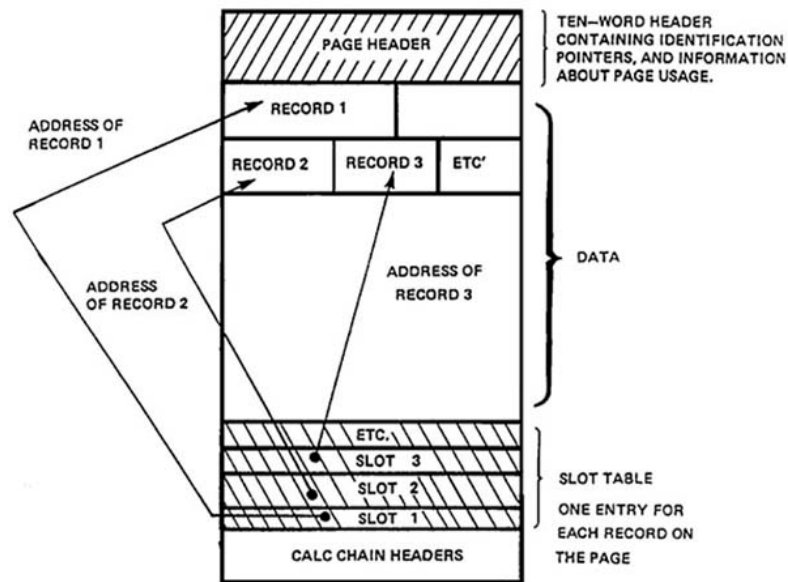 PAGE HEADER
TEN—WORD HEADER
CONTAINING IDENTIFICATION
POINTERS, AND INFORMATION
ABOUT PAGE USAGE.
ADDRESS OF
RECORD 1
RECORD 1
RECORD 2
RECORD 3
ETC'
ADDRESS
OF RECORD 2
ADDRESS OF
RECORD 3
DATA
ETC.
SLOT 3
SLOT 2
SLOT 1
SLOT TABLE
ONE ENTRY FOR
EACH RECORD ON
THE PAGE
CALC CHAIN HEADERS